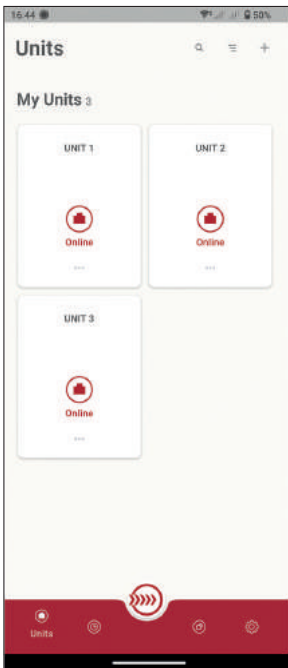 16:44 50%
Units
My Units 3
UNIT 1 UNIT 2
Online Online
UNIT 3
Online
Units